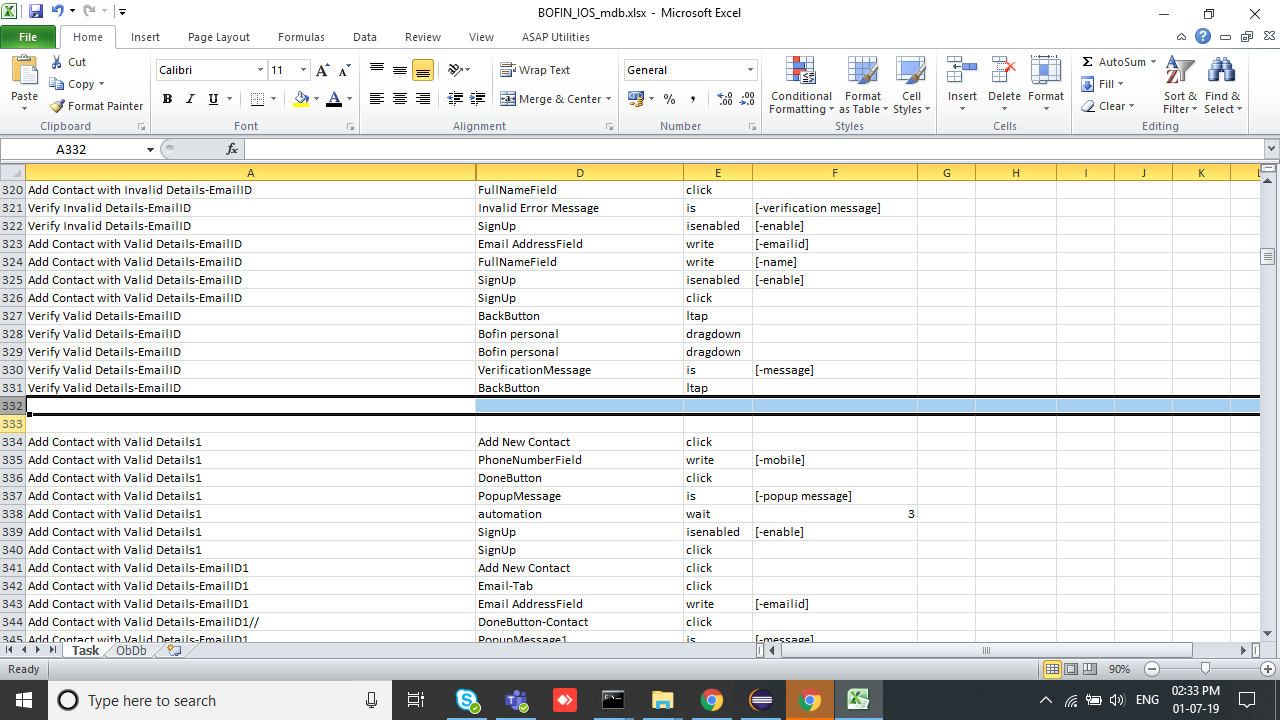 BOFIN_IOS_mdb.xlsx - Microsoft Excel
File Home Insert Page Layout Formulas Data Review View ASAP Utilities
Paste Cut Copy Format Painter Clipboard
Calibri 11 B I U A Font
Wrap Text Merge & Center Alignment
General % , Number
Conditional Formatting Format as Table Cell Styles Styles
Insert Delete Format Cells
AutoSum Fill Clear Sort & Filter Find & Select Editing
A332 fx
A D E F G H I J K L
320 Add Contact with Invalid Details-EmailID FullNameField click
321 Verify Invalid Details-EmailID Invalid Error Message is [-verification message]
322 Verify Invalid Details-EmailID SignUp isenabled [-enable]
323 Add Contact with Valid Details-EmailID Email AddressField write [-emailid]
324 Add Contact with Valid Details-EmailID FullNameField write [-name]
325 Add Contact with Valid Details-EmailID SignUp isenabled [-enable]
326 Add Contact with Valid Details-EmailID SignUp click
327 Verify Valid Details-EmailID BackButton ltap
328 Verify Valid Details-EmailID Bofin personal dragdown
329 Verify Valid Details-EmailID Bofin personal dragdown
330 Verify Valid Details-EmailID VerificationMessage is [-message]
331 Verify Valid Details-EmailID BackButton ltap
332
333
334 Add Contact with Valid Details1 Add New Contact click
335 Add Contact with Valid Details1 PhoneNumberField write [-mobile]
336 Add Contact with Valid Details1 DoneButton click
337 Add Contact with Valid Details1 PopupMessage is [-popup message]
338 Add Contact with Valid Details1 automation wait 3
339 Add Contact with Valid Details1 SignUp isenabled [-enable]
340 Add Contact with Valid Details1 SignUp click
341 Add Contact with Valid Details-EmailID1 Add New Contact click
342 Add Contact with Valid Details-EmailID1 Email-Tab click
343 Add Contact with Valid Details-EmailID1 Email AddressField write [-emailid]
344 Add Contact with Valid Details-EmailID1// DoneButton-Contact click
345 Add Contact with Valid Details-EmailID1 PopupMessage1 is [-message]
Task ObDb
Ready 90%
Type here to search ENG 02:33 PM
01-07-19